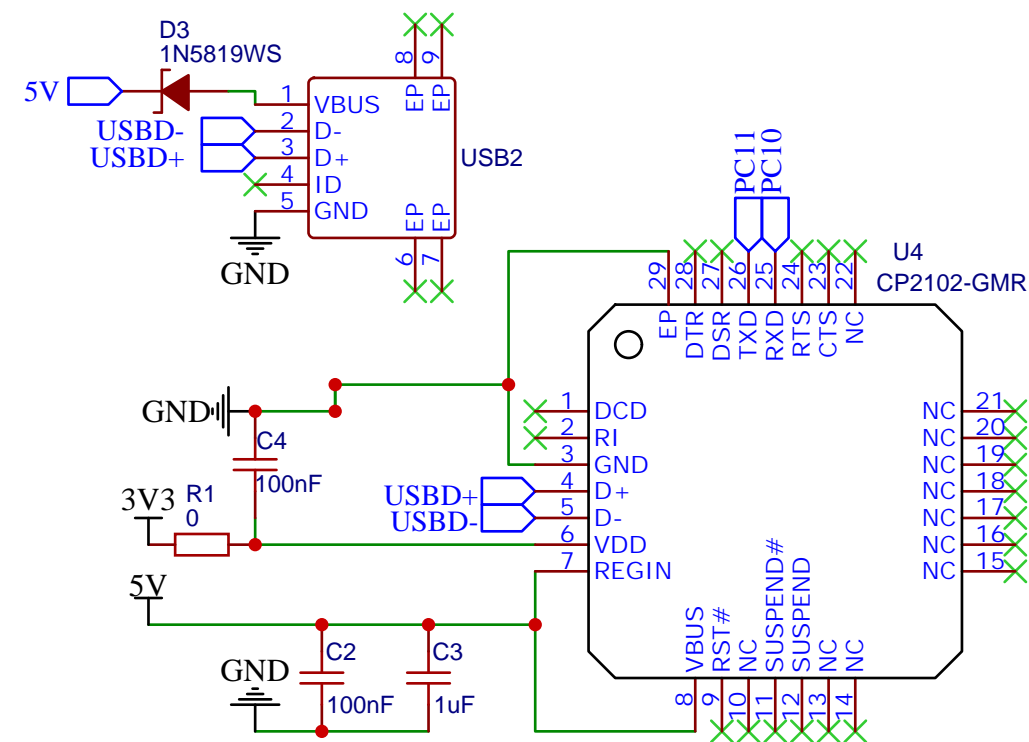 D3
1N5819WS
5V
1 VBUS
2 D-
3 D+
4 ID
5 GND
USBD-
USBD+
8 EP
9 EP
6 EP
7 EP
USB2
GND
PC11
PC10
U4
CP2102-GMR
29 EP
28 DTR
27 DSR
26 TXD
25 RXD
24 RTS
23 CTS
22 NC
GND
C4
100nF
3V3
R1
0
USBD+
USBD-
1 DCD
2 RI
3 GND
4 D+
5 D-
6 VDD
7 REGIN
NC 21
NC 20
NC 19
NC 18
NC 17
NC 16
NC 15
5V
GND
C2
100nF
C3
1uF
VBUS 8
RST# 9
NC 10
SUSPEND# 11
SUSPEND 12
NC 13
NC 14